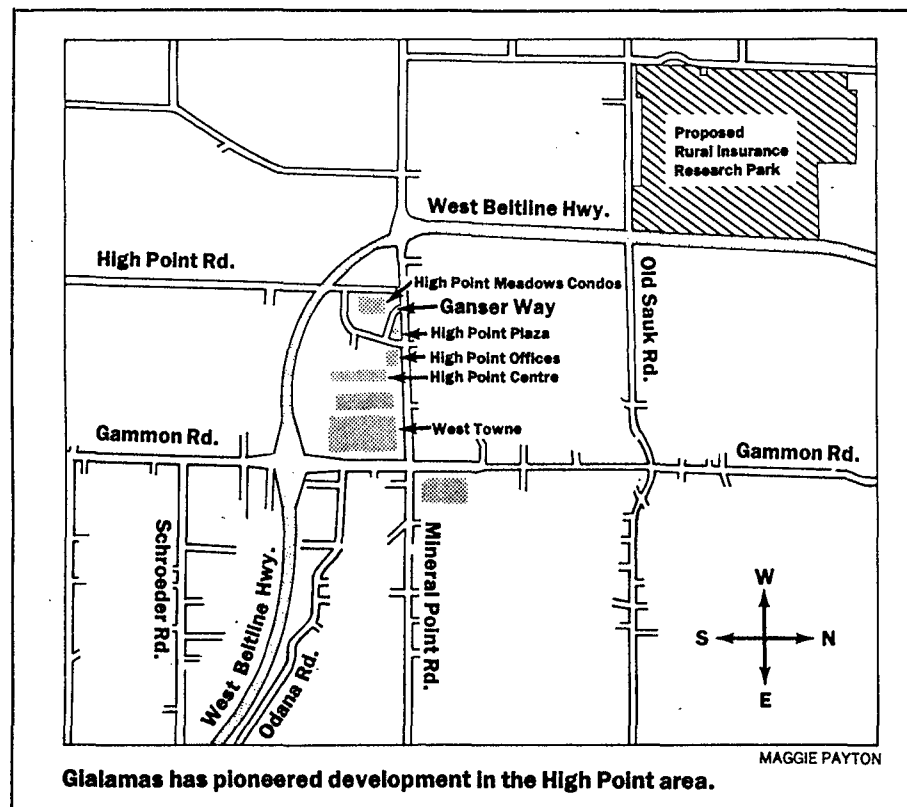 Proposed
Rural Insurance
Research Park
West Beltline Hwy.
High Point Rd.
High Point Meadows Condos
Ganser Way
High Point Plaza
High Point Offices
High Point Centre
Old Sauk Rd.
West Towne
Gammon Rd.
Gammon Rd.
Schroeder Rd.
West Beltline Hwy.
Odana Rd.
Mineral Point Rd.
W
S N
E
MAGGIE PAYTON
Gialamas has pioneered development in the High Point area.